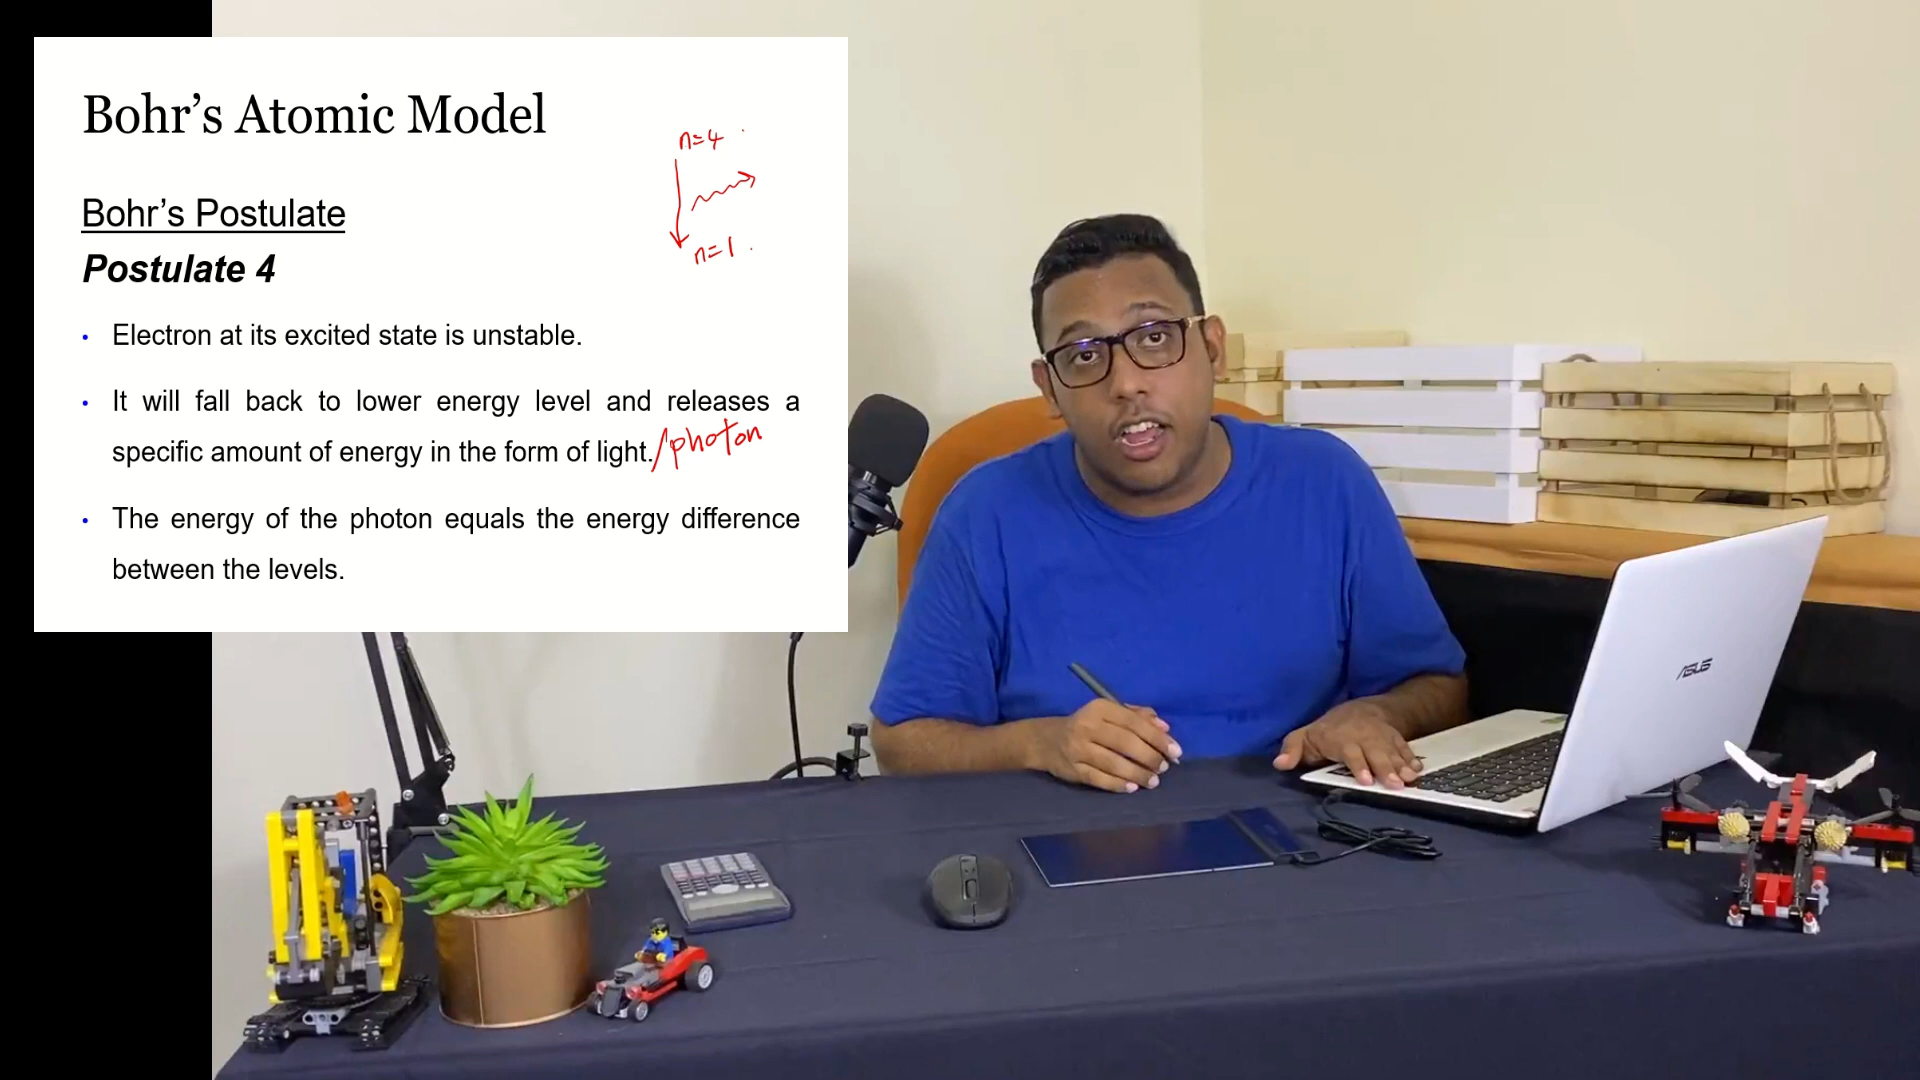 Bohr’s Atomic Model
n=4
n=1
Bohr’s Postulate
Postulate 4
• Electron at its excited state is unstable.
• It will fall back to lower energy level and releases a
specific amount of energy in the form of light./photon
• The energy of the photon equals the energy difference
between the levels.
ASUS